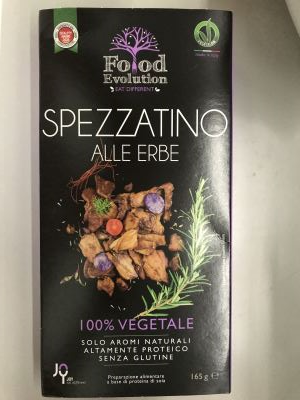 Food
Evolution
EAT DIFFERENT
SPEZZATINO
ALLE ERBE
100% VEGETALE
SOLO AROMI NATURALI
ALTAMENTE PROTEICO
SENZA GLUTINE
Preparazione alimentare
a base di proteina di soia
165 g e